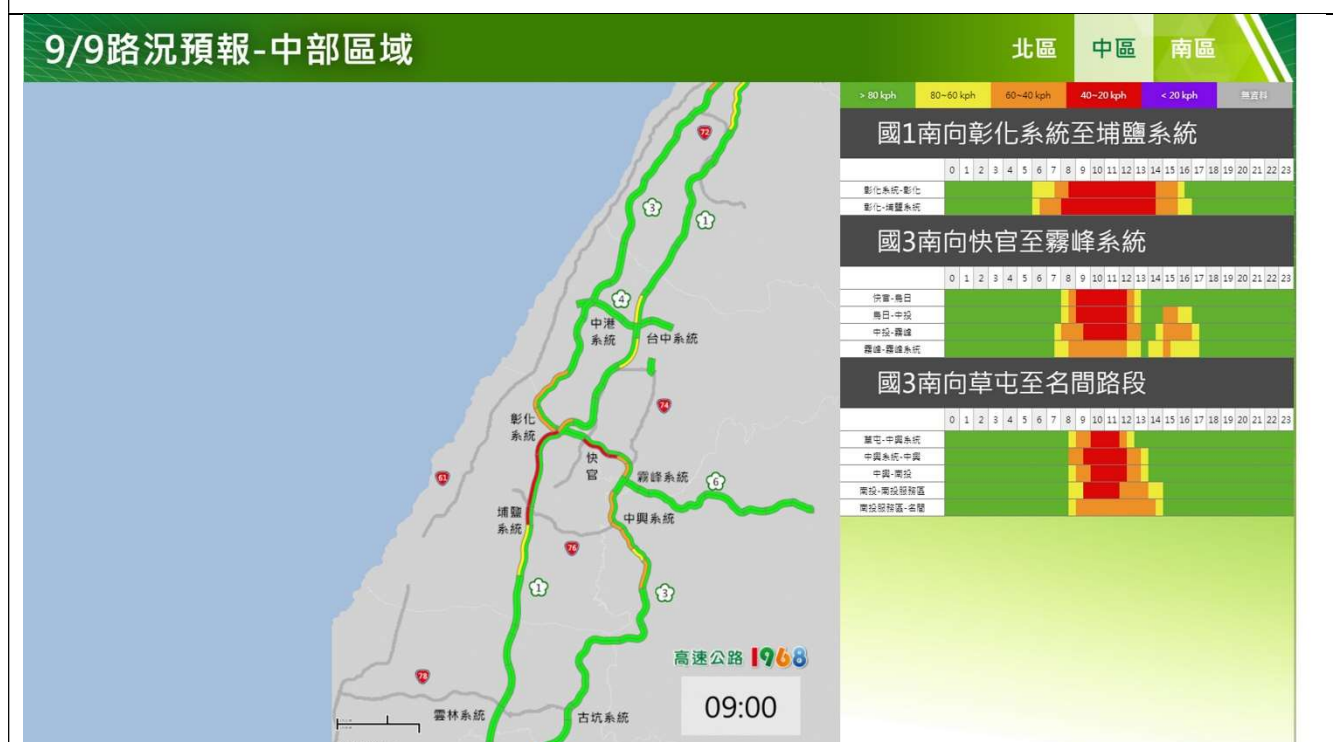 9/9路況預報-中部區域
北區 中區 南區
> 80 kph 80~60 kph 60~40 kph 40~20 kph < 20 kph 無資料
國1南向彰化系統至埔鹽系統
0 1 2 3 4 5 6 7 8 9 10 11 12 13 14 15 16 17 18 19 20 21 22 23
彰化系統-彰化
彰化-埔鹽系統
國3南向快官至霧峰系統
0 1 2 3 4 5 6 7 8 9 10 11 12 13 14 15 16 17 18 19 20 21 22 23
快官-烏日
烏日-中投
中投-霧峰
霧峰-霧峰系統
國3南向草屯至名間路段
0 1 2 3 4 5 6 7 8 9 10 11 12 13 14 15 16 17 18 19 20 21 22 23
草屯-中興系統
中興系統-中興
中興-南投
南投-南投服務區
南投服務區-名間
72
3
1
4
中港
系統
台中系統
74
彰化
系統
快
官
霧峰系統
6
61
埔鹽
系統
中興系統
76
1
3
高速公路 1968
78
09:00
雲林系統
古坑系統